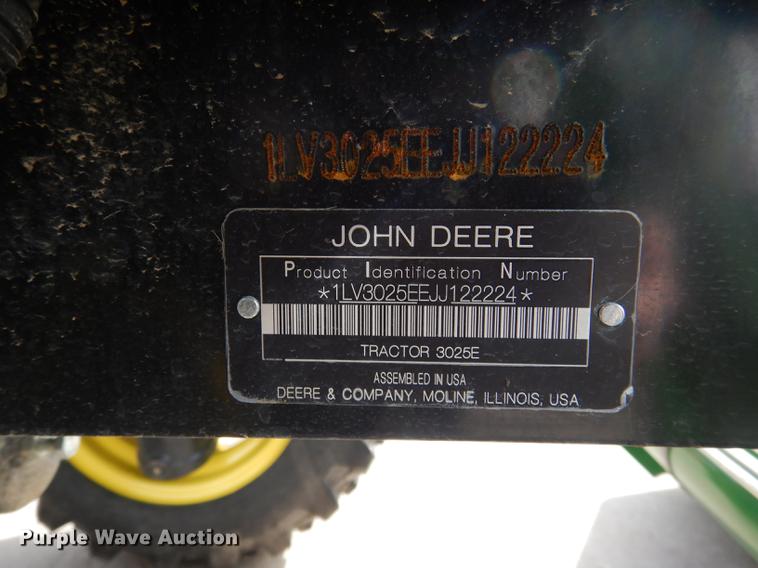 1LV3025EEJJ122224
JOHN DEERE
Product Identification Number
*1LV3025EEJJ122224*
TRACTOR 3025E
ASSEMBLED IN USA
DEERE & COMPANY, MOLINE, ILLINOIS, USA
Purple Wave Auction